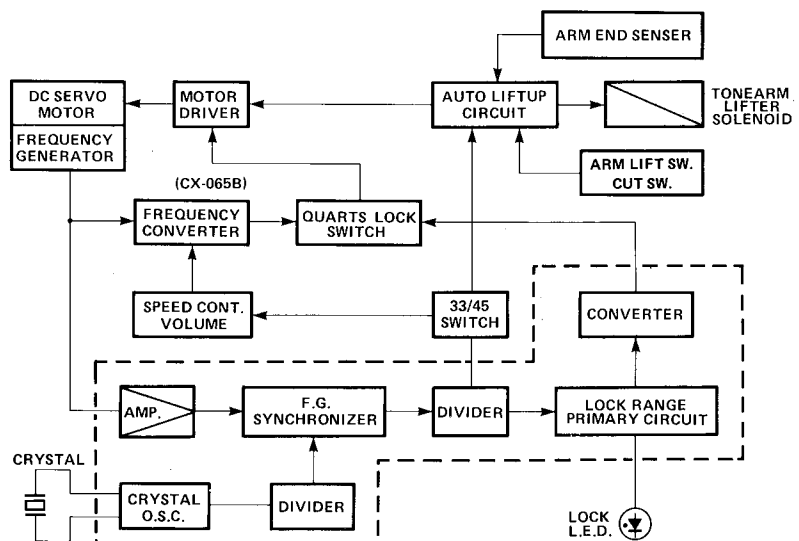 ARM END SENSER
DC SERVO
MOTOR
FREQUENCY
GENERATOR
MOTOR
DRIVER
AUTO LIFTUP
CIRCUIT
TONEARM
LIFTER
SOLENOID
ARM LIFT SW.
CUT SW.
(CX-065B)
FREQUENCY
CONVERTER
QUARTS LOCK
SWITCH
SPEED CONT.
VOLUME
33/45
SWITCH
CONVERTER
AMP.
F.G.
SYNCHRONIZER
DIVIDER
LOCK RANGE
PRIMARY CIRCUIT
CRYSTAL
CRYSTAL
O.S.C.
DIVIDER
LOCK
L.E.D.